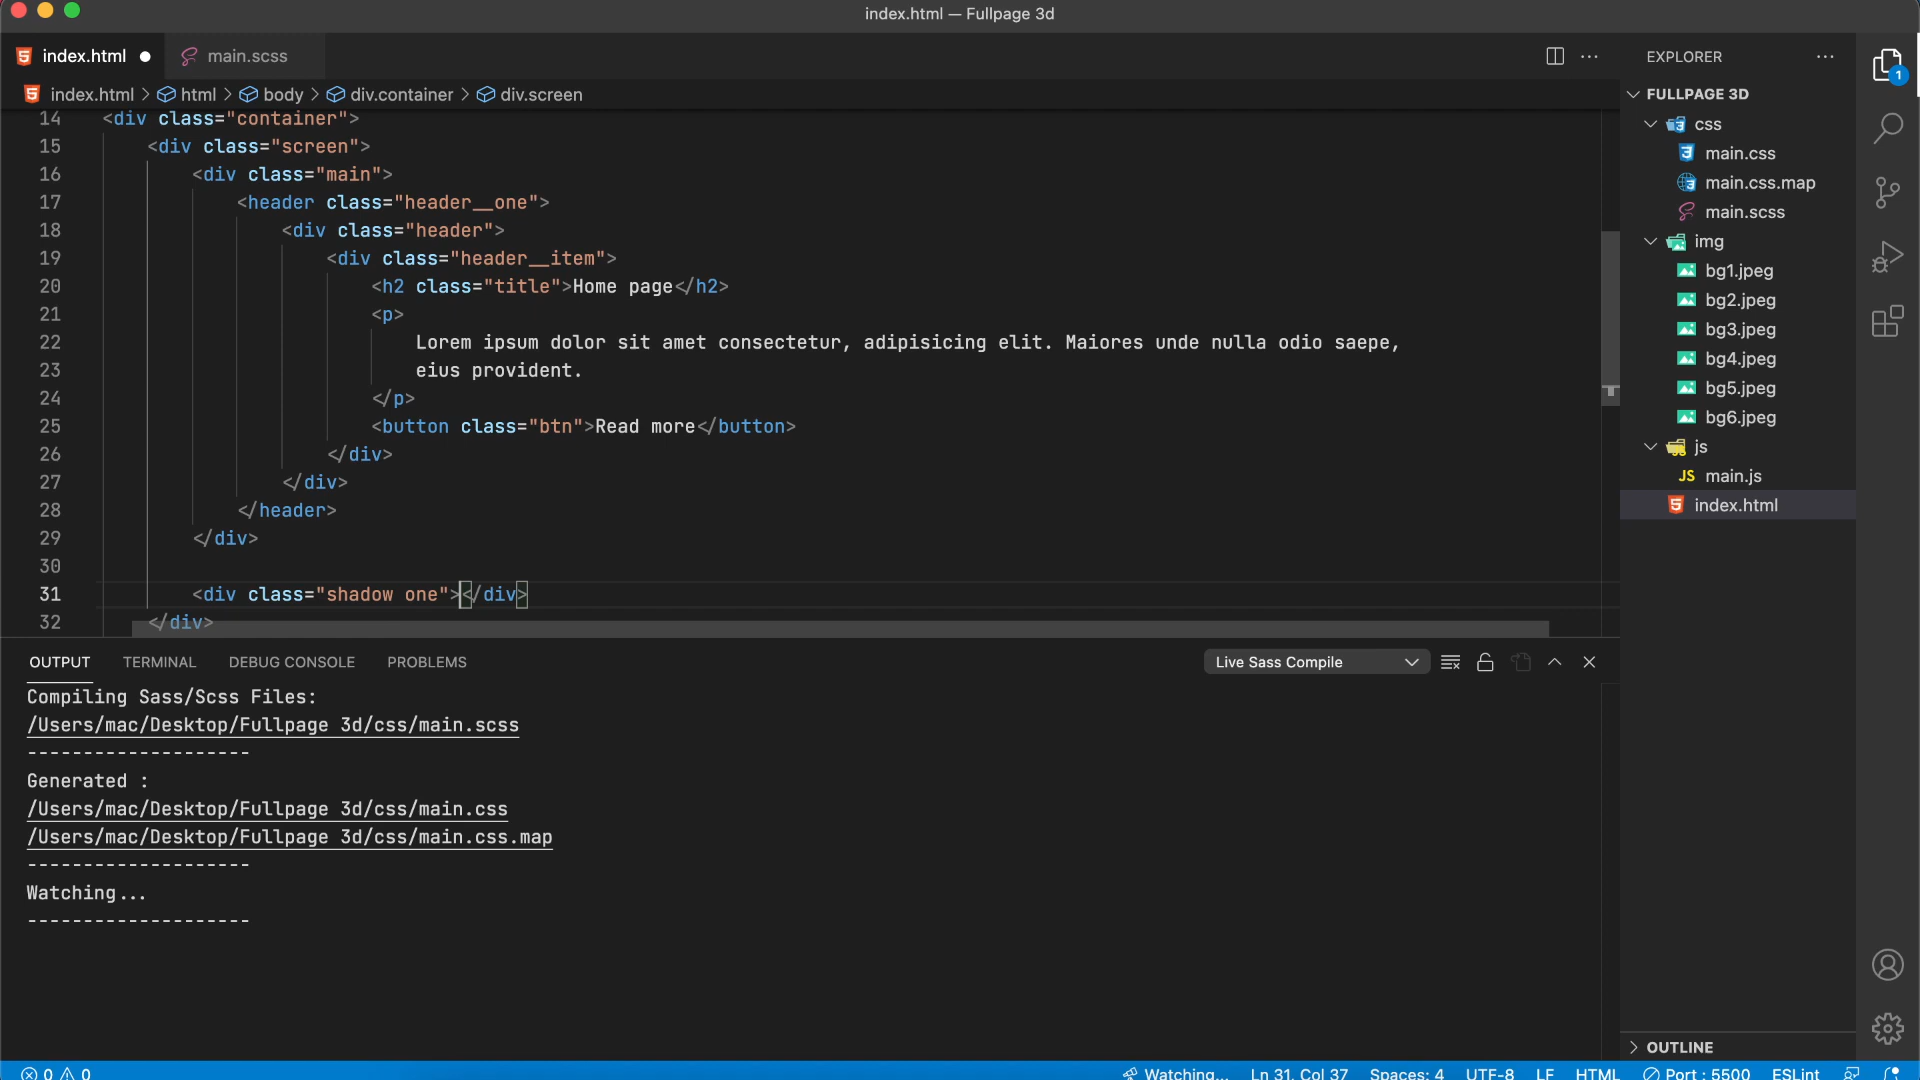 index.html — Fullpage 3d
index.html
main.scss
EXPLORER
index.html > html > body > div.container > div.screen
FULLPAGE 3D
14 <div class="container">
15 <div class="screen">
16 <div class="main">
17 <header class="header__one">
18 <div class="header">
19 <div class="header__item">
20 <h2 class="title">Home page</h2>
21 <p>
22 Lorem ipsum dolor sit amet consectetur, adipisicing elit. Maiores unde nulla odio saepe,
23 eius provident.
24 </p>
25 <button class="btn">Read more</button>
26 </div>
27 </div>
28 </header>
29 </div>
30
31 <div class="shadow one"></div>
32 </div>
css
main.css
main.css.map
main.scss
img
bg1.jpeg
bg2.jpeg
bg3.jpeg
bg4.jpeg
bg5.jpeg
bg6.jpeg
js
JS main.js
index.html
1
OUTPUT TERMINAL DEBUG CONSOLE PROBLEMS
Live Sass Compile
Compiling Sass/Scss Files:
/Users/mac/Desktop/Fullpage 3d/css/main.scss
--------------------
Generated :
/Users/mac/Desktop/Fullpage 3d/css/main.css
/Users/mac/Desktop/Fullpage 3d/css/main.css.map
--------------------
Watching...
--------------------
OUTLINE
0 0
Watching... Ln 31, Col 37 Spaces: 4 UTF-8 LF HTML Port : 5500 ESLint